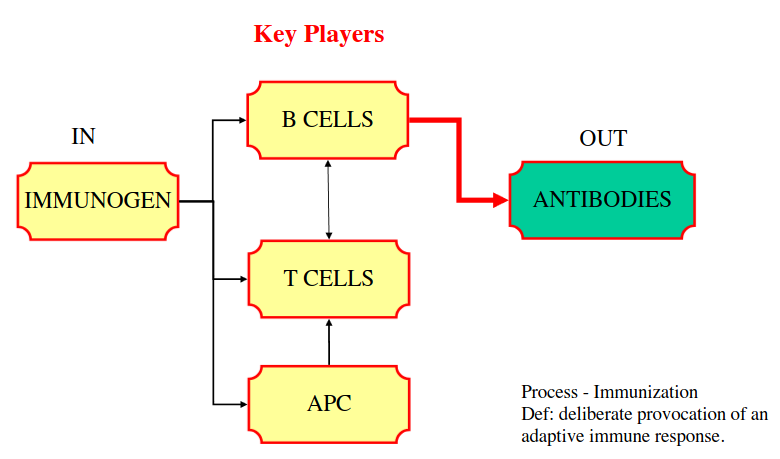 Key Players
IN
B CELLS
OUT
IMMUNOGEN
ANTIBODIES
T CELLS
APC
Process - Immunization
Def: deliberate provocation of an
adaptive immune response.